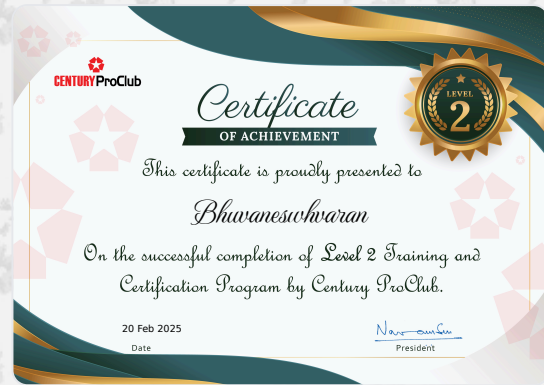 CENTURY ProClub
LEVEL
2
Certificate
OF ACHIEVEMENT
This certificate is proudly presented to
Bhuvaneswhvaran
On the successful completion of Level 2 Training and
Certification Program by Century ProClub.
20 Feb 2025
Date
President